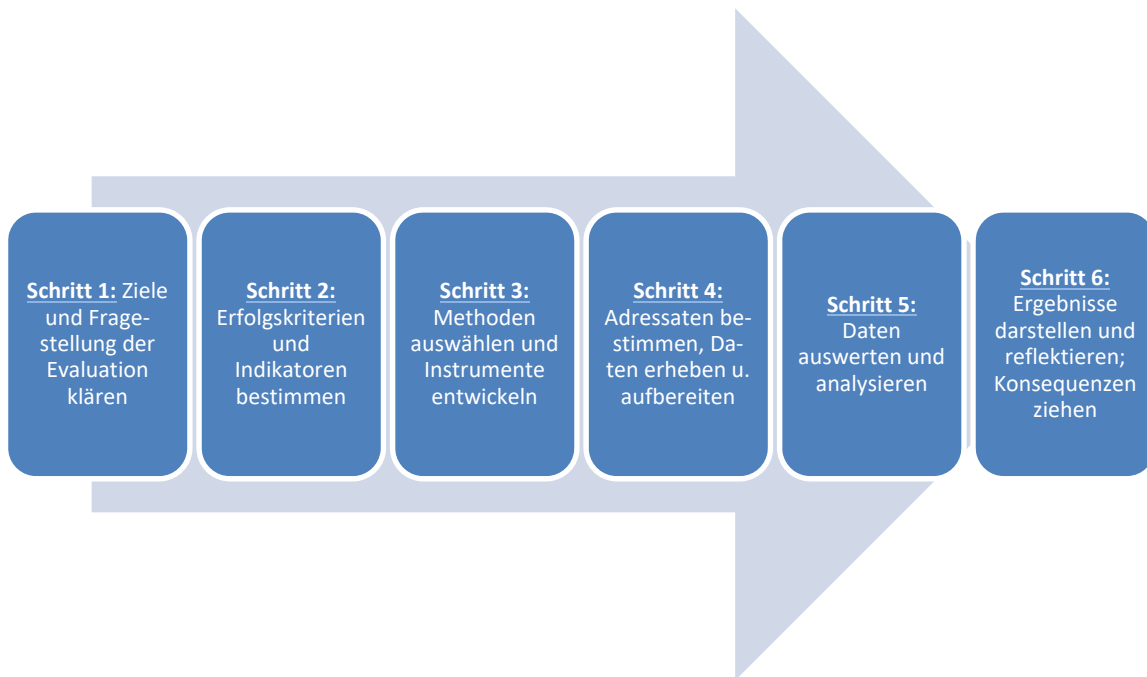 Schritt 1: Ziele
und Frage-
stellung der
Evaluation
klären
Schritt 2:
Erfolgskriterien
und
Indikatoren
bestimmen
Schritt 3:
Methoden
auswählen und
Instrumente
entwickeln
Schritt 4:
Adressaten be-
stimmen, Da-
ten erheben u.
aufbereiten
Schritt 5:
Daten
auswerten und
analysieren
Schritt 6:
Ergebnisse
darstellen und
reflektieren;
Konsequenzen
ziehen